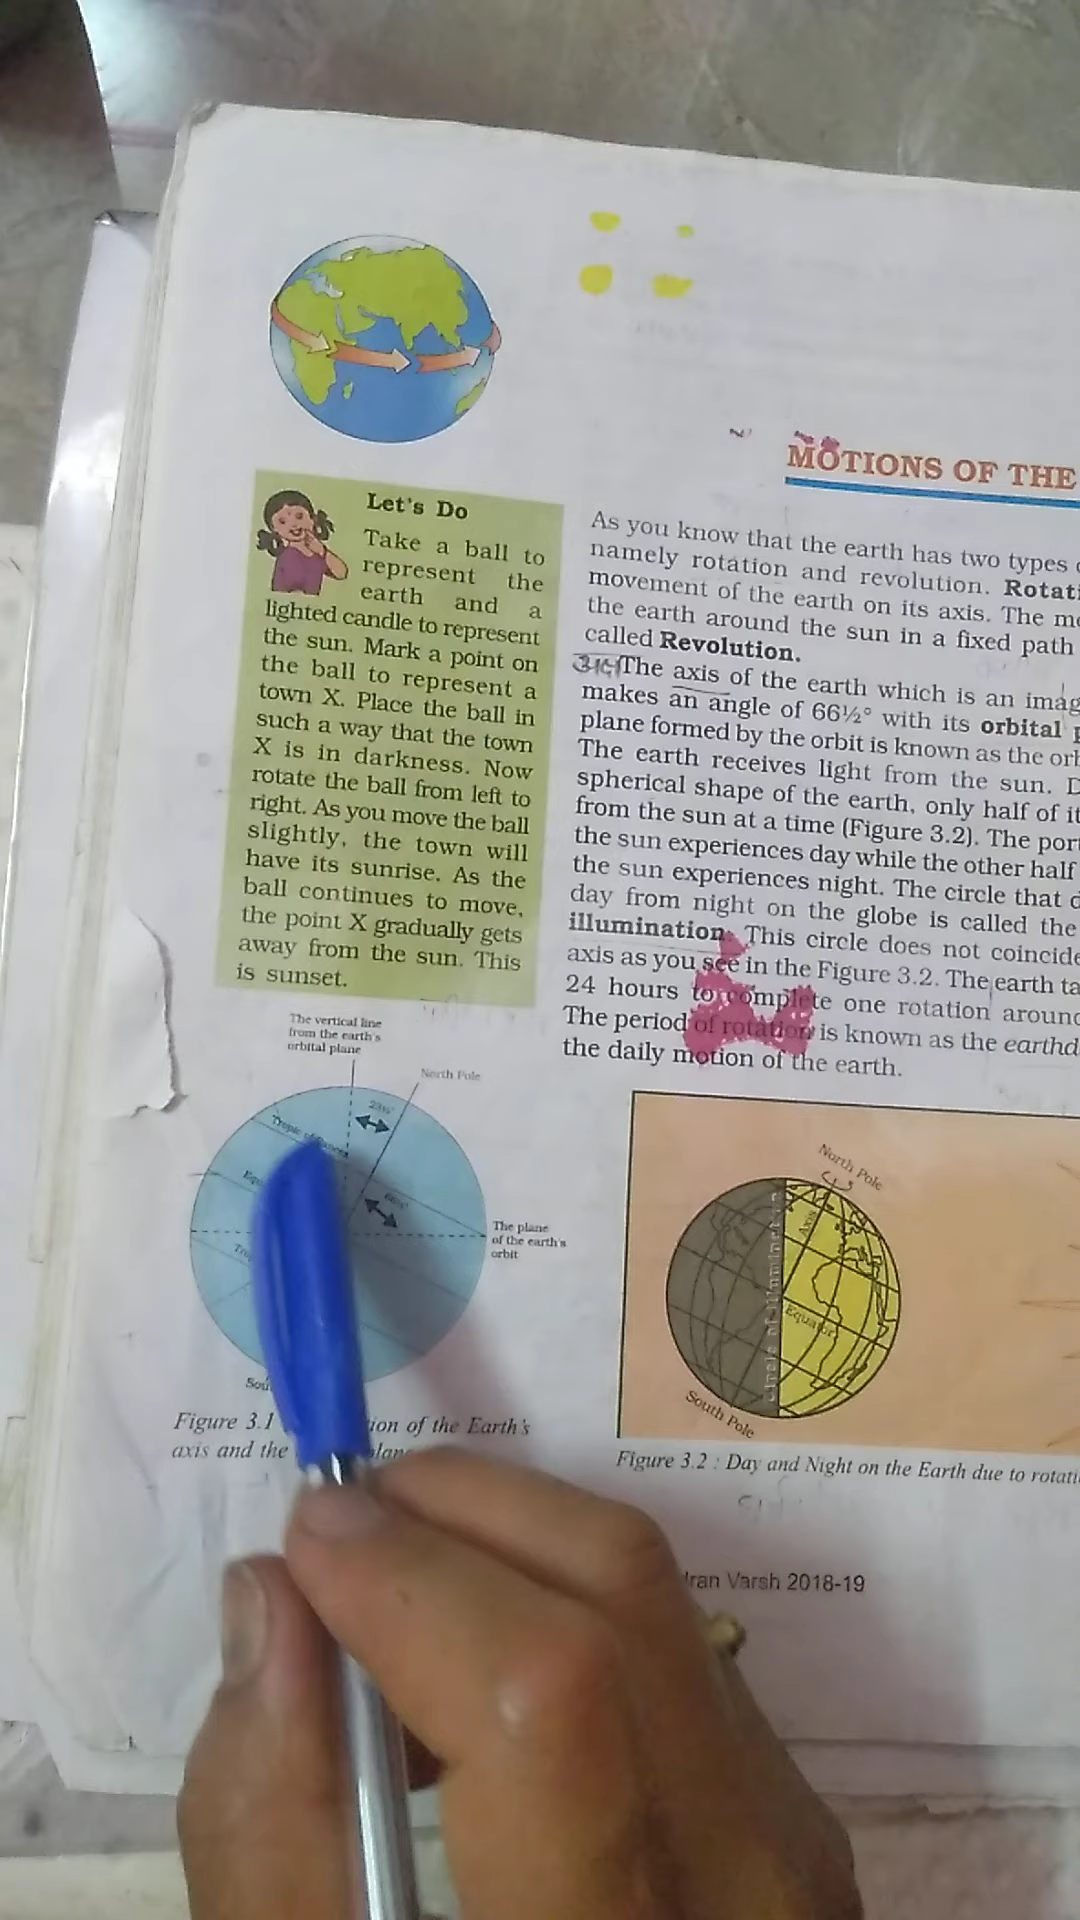 MOTIONS OF THE
Let's Do
Take a ball to
represent the
earth and a
lighted candle to represent
the sun. Mark a point on
the ball to represent a
town X. Place the ball in
such a way that the town
X is in darkness. Now
rotate the ball from left to
right. As you move the ball
slightly, the town will
have its sunrise. As the
ball continues to move,
the point X gradually gets
away from the sun. This
is sunset.
As you know that the earth has two types
namely rotation and revolution.
movement of the earth on its axis. The
the earth around the sun in a fixed path
called Revolution.
The axis of the earth which is an
makes an angle of 66½° with its orbital
plane formed by the orbit is known as the
The earth receives light from the sun.
spherical shape of the earth, only half of
from the sun at a time (Figure 3.2). The
the sun experiences day while the other half
the sun experiences night. The circle that
day from night on the globe is called the
illumination. This circle does not
axis as you see in the Figure 3.2. The earth
24 hours to complete one rotation
The period of rotation is known as the
the daily motion of the earth.
The vertical line
from the earth's
orbital plane
North Pole
23½°
Tropic of Cancer
66½°
The plane
of the earth's
orbit
Figure 3.1 of the Earth's
axis and the
North Pole
Axis
Circle of Illumination
Equator
South Pole
Figure 3.2 : Day and Night on the Earth due to
Varsh 2018-19